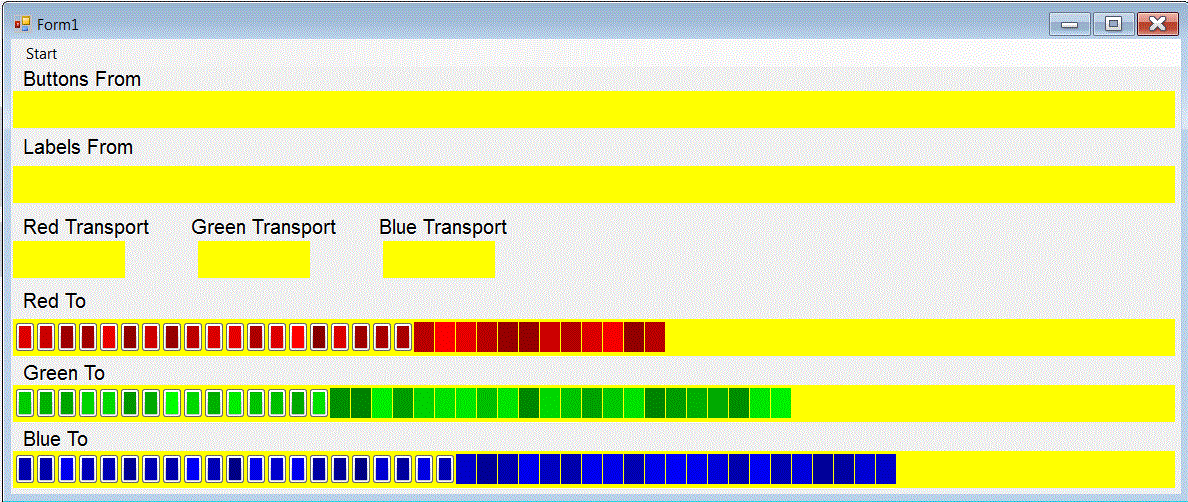 Form1
Start
Buttons From
Labels From
Red Transport Green Transport Blue Transport
Red To
Green To
Blue To